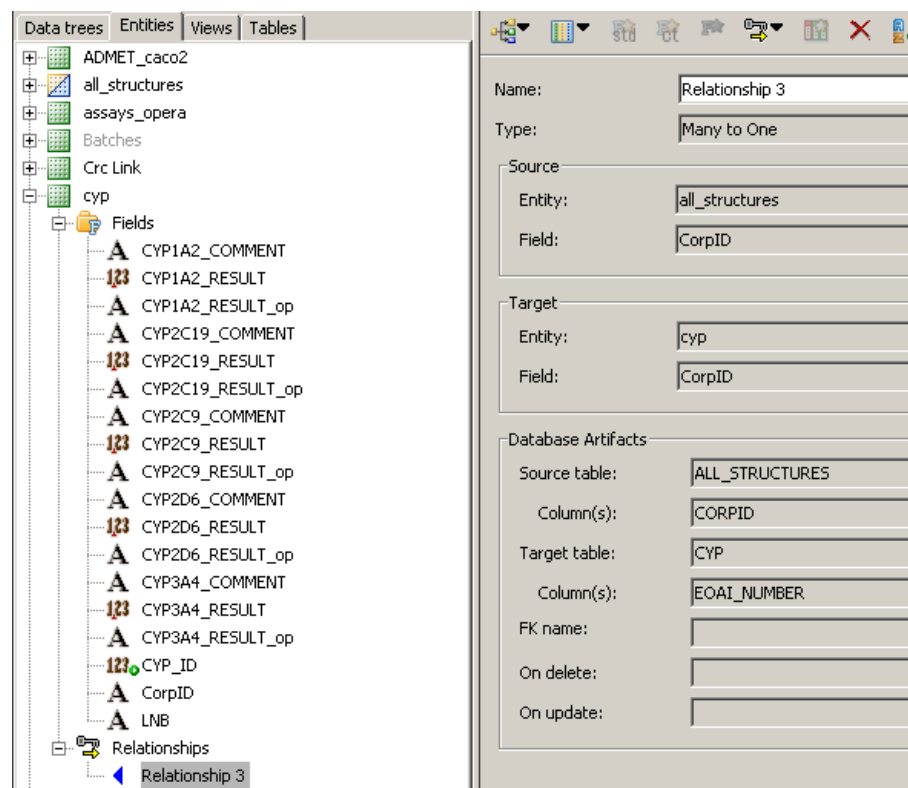 Data trees Entities Views Tables
ADMET_caco2
all_structures
assays_opera
Batches
Crc Link
cyp
Fields
CYP1A2_COMMENT
CYP1A2_RESULT
CYP1A2_RESULT_op
CYP2C19_COMMENT
CYP2C19_RESULT
CYP2C19_RESULT_op
CYP2C9_COMMENT
CYP2C9_RESULT
CYP2C9_RESULT_op
CYP2D6_COMMENT
CYP2D6_RESULT
CYP2D6_RESULT_op
CYP3A4_COMMENT
CYP3A4_RESULT
CYP3A4_RESULT_op
CYP_ID
CorpID
LNB
Relationships
Relationship 3
Name: Relationship 3
Type: Many to One
Source
Entity: all_structures
Field: CorpID
Target
Entity: cyp
Field: CorpID
Database Artifacts
Source table: ALL_STRUCTURES
Column(s): CORPID
Target table: CYP
Column(s): EOAI_NUMBER
FK name:
On delete:
On update: